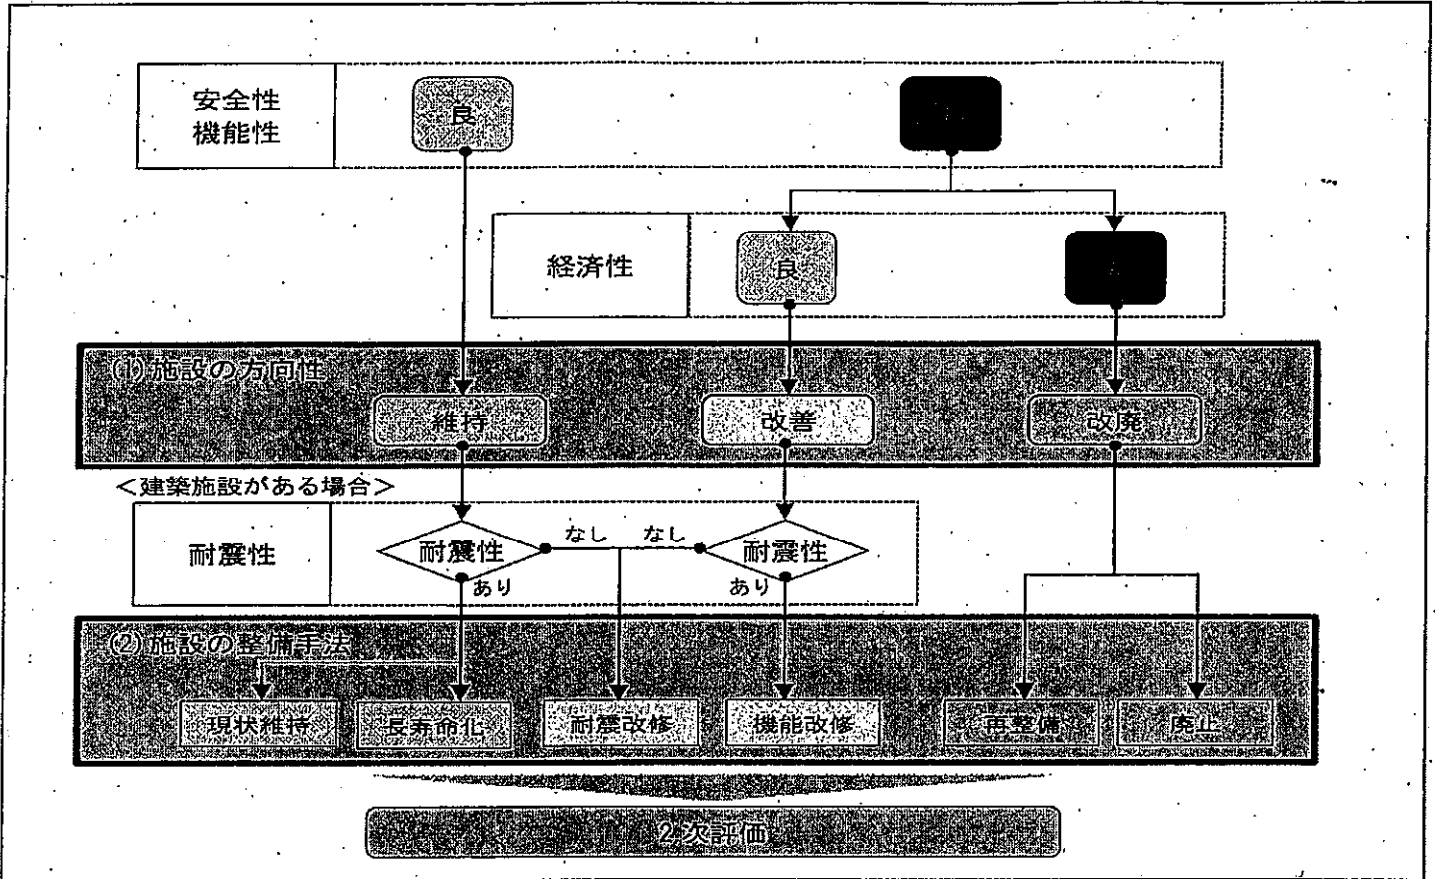 安全性
機能性
良
経済性
良
(1)施設の方向性
維持
改善
改廃
<建築施設がある場合>
耐震性
耐震性
なし
なし
耐震性
あり
あり
(2)施設の整備手法
現状維持
長寿命化
耐震改修
機能改修
再整備
廃止
2次評価